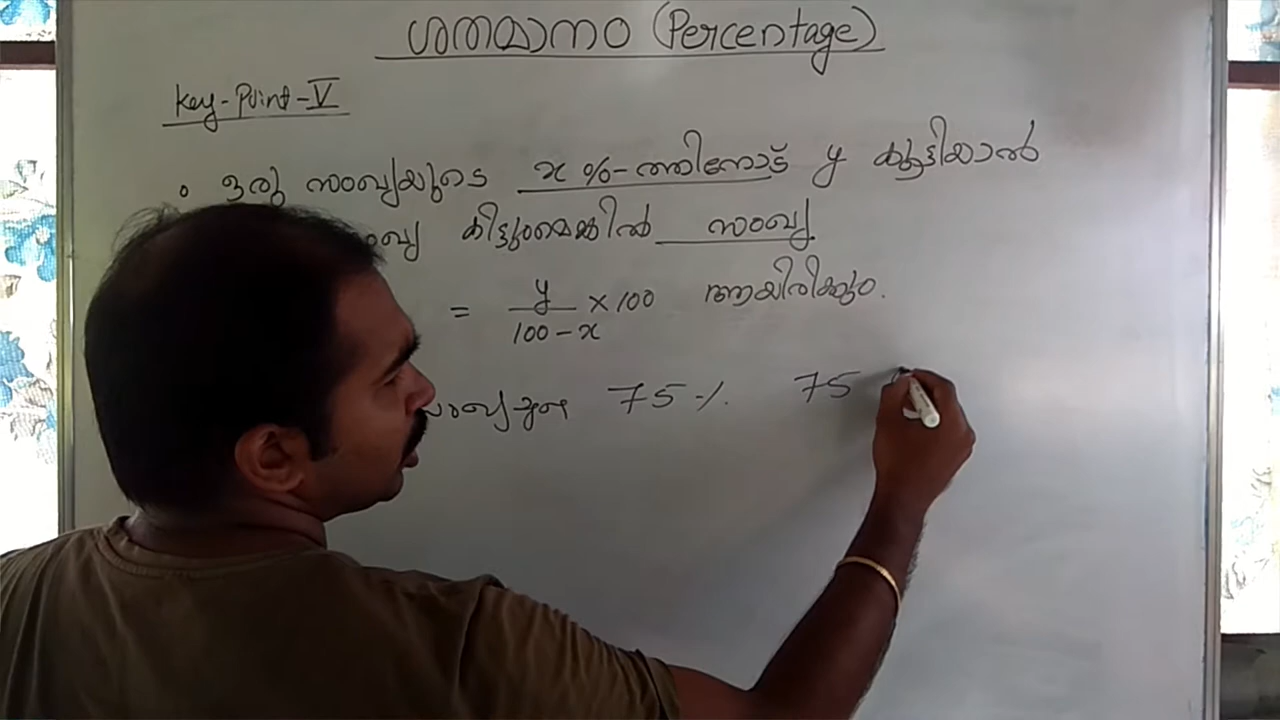 ശതമാനം (Percentage)
Key-Point-V
• ഒരു സംഖ്യയുടെ x %-ത്തിനോട് y കൂട്ടിയാൽ
കിട്ടുമെങ്കിൽ സംഖ്യ
= y / 100 - x × 100 ആയിരിക്കും.
75 % 75